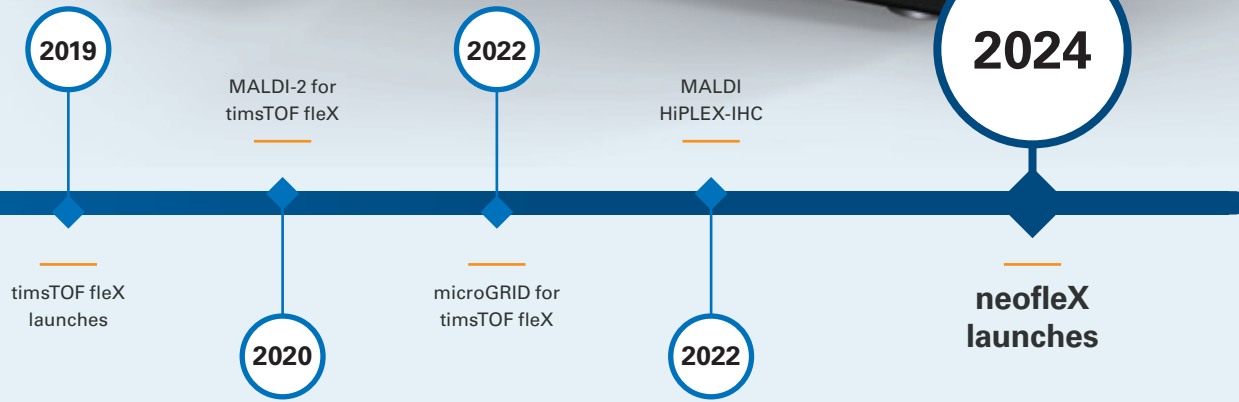 2019
timsTOF fleX
launches
MALDI-2 for
timsTOF fleX
2020
2022
microGRID for
timsTOF fleX
MALDI
HiPLEX-IHC
2022
2024
neofleX
launches